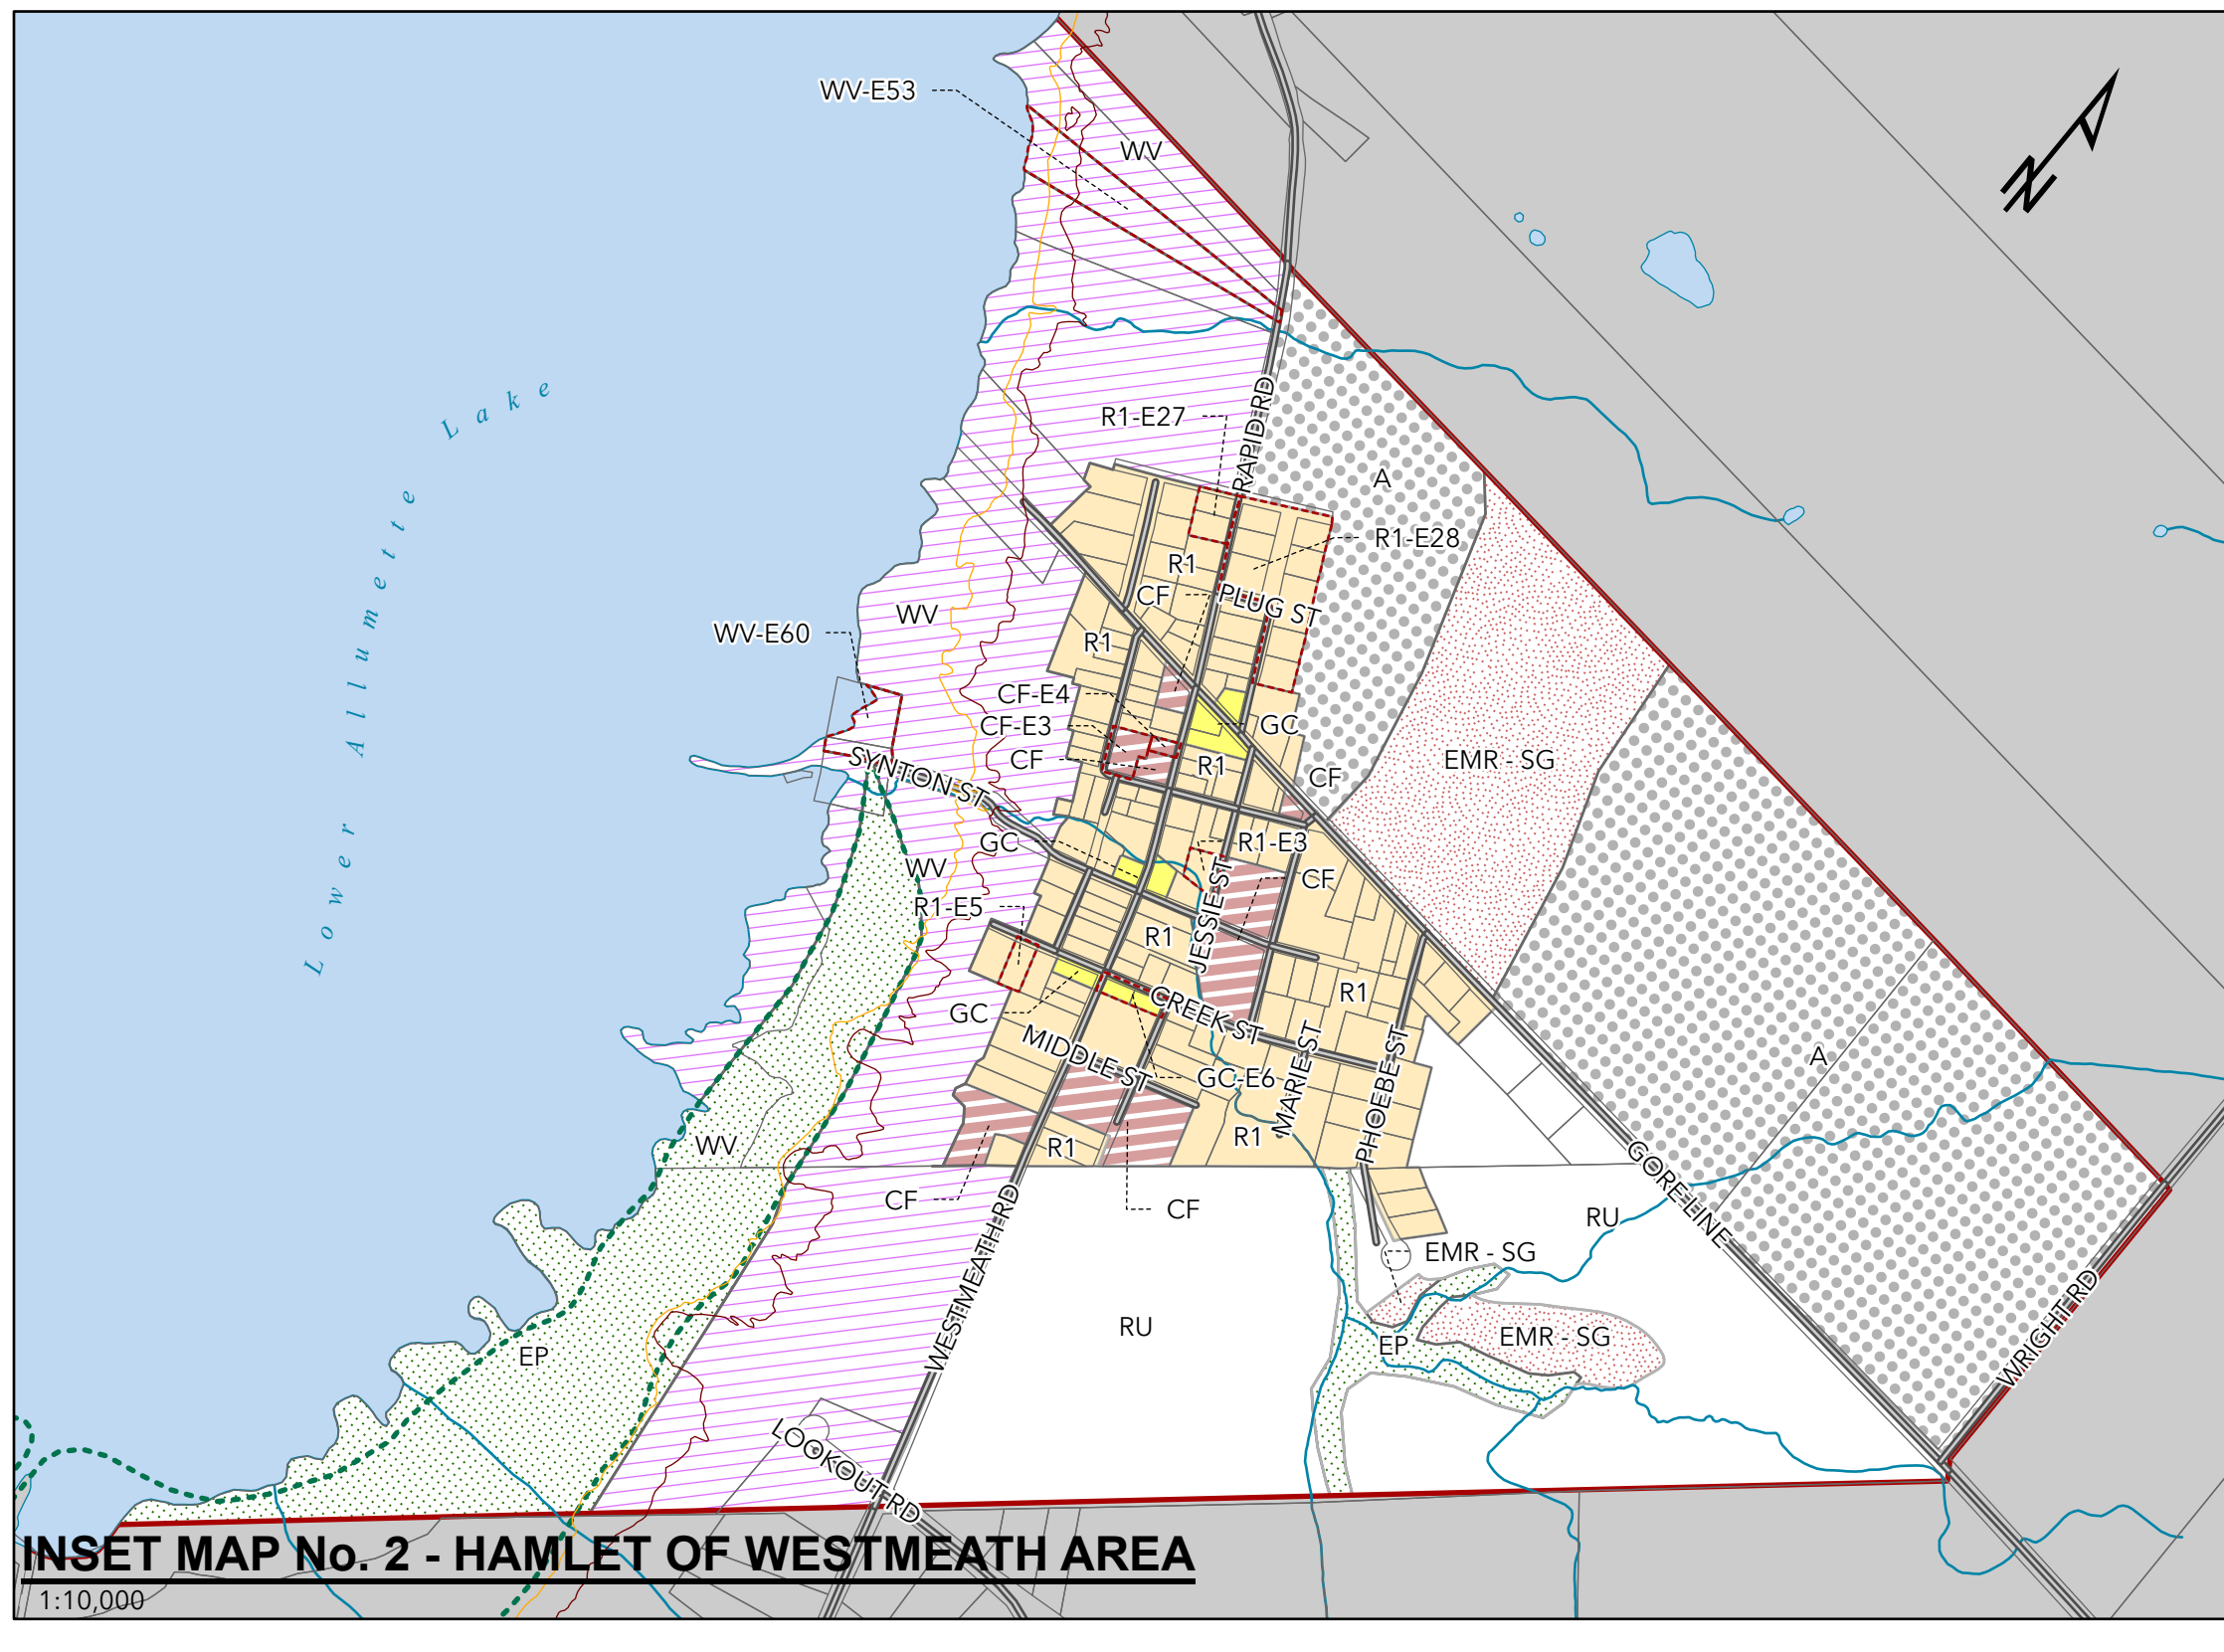 WV-E53
WV
N
Lower Allumette Lake
RAPID RD
R1-E27
A
R1-E28
R1
CF
PLUG ST
WV
WV-E60
R1
CF-E4
CF-E3
CF
GC
R1
CF
EMR - SG
SYNTON ST
GC
R1-E3
WV
CF
R1-E5
JESSIE ST
R1
R1
GC
CREEK ST
MIDDLE ST
GC-E6
MARIE ST
PHOEBE ST
A
WV
R1
R1
CF
CF
GORE LINE
RU
EMR - SG
WESTMEATH RD
RU
EP
EMR - SG
WRIGHT RD
EP
LOOKOUT RD
INSET MAP No. 2 - HAMLET OF WESTMEATH AREA
1:10,000